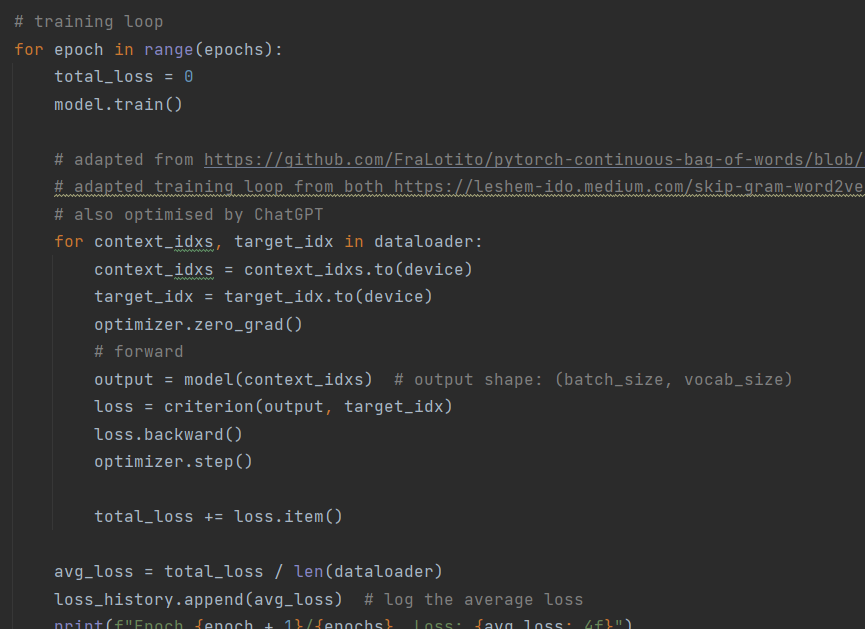 # training loop
for epoch in range(epochs):
    total_loss = 0
    model.train()
    # adapted from https://github.com/FraLotito/pytorch-continuous-bag-of-words/blob/
    # adapted training loop from both https://leshem-ido.medium.com/skip-gram-word2ve
    # also optimised by ChatGPT
    for context_idxs, target_idx in dataloader:
        context_idxs = context_idxs.to(device)
        target_idx = target_idx.to(device)
        optimizer.zero_grad()
        # forward
        output = model(context_idxs)  # output shape: (batch_size, vocab_size)
        loss = criterion(output, target_idx)
        loss.backward()
        optimizer.step()
        total_loss += loss.item()
    avg_loss = total_loss / len(dataloader)
    loss_history.append(avg_loss)  # log the average loss
    print(f"Epoch {epoch + 1}/{epochs}, Loss: {avg_loss:.4f}")